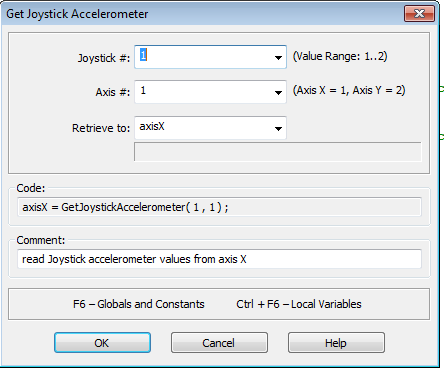 Get Joystick Accelerometer
Joystick #: 1 (Value Range: 1..2)
Axis #: 1 (Axis X = 1, Axis Y = 2)
Retrieve to: axisX
Code:
axisX = GetJoystickAccelerometer( 1 , 1 ) ;
Comment:
read Joystick accelerometer values from axis X
F6 – Globals and Constants Ctrl + F6 – Local Variables
OK Cancel Help